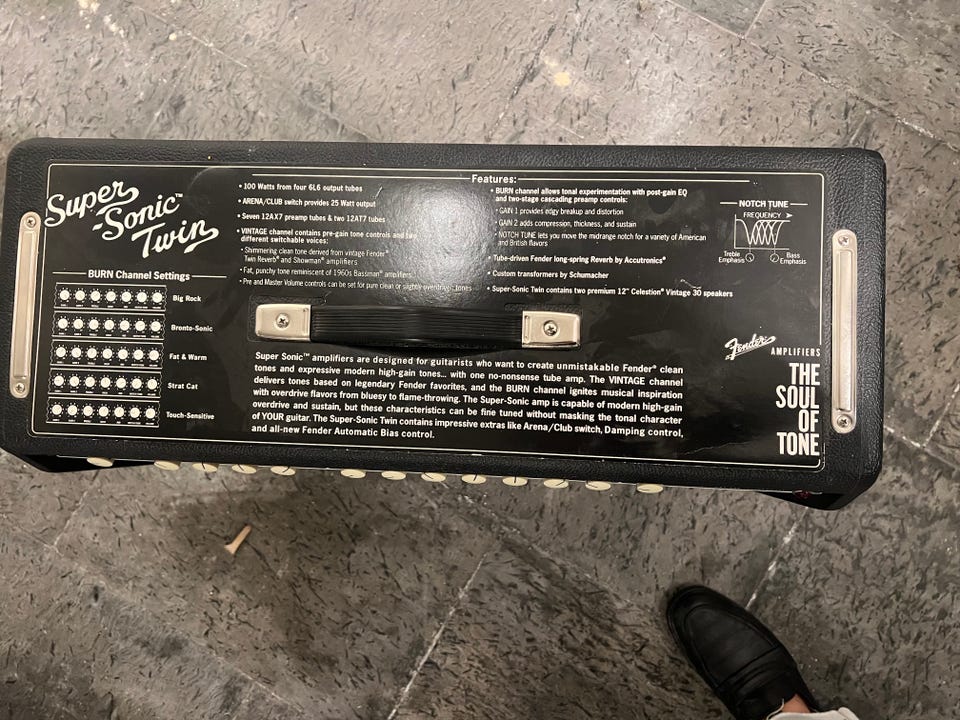 Super
-Sonic™
Twin
BURN Channel Settings
Big Rock
Bronto-Sonic
Fat & Warm
Strat Cat
Touch-Sensitive
Features:
• 100 Watts from four 6L6 output tubes
• ARENA/CLUB switch provides 25 Watt output
• Seven 12AX7 preamp tubes & two 12AT7 tubes
• VINTAGE channel contains pre-gain tone controls and two
different switchable voices:
- Shimmering clean tone derived from vintage Fender®
Twin Reverb® and Showman® amplifiers
- Fat, punchy tone reminiscent of 1960s Bassman® amplifiers
• Pre and Master Volume controls can be set for pure clean or slightly overdriven tones
• BURN channel allows tonal experimentation with post-gain EQ
and two-stage cascading preamp controls:
- GAIN 1 provides edgy breakup and distortion
- GAIN 2 adds compression, thickness, and sustain
- NOTCH TUNE lets you move the midrange notch for a variety of American
and British flavors
• Tube-driven Fender long-spring Reverb by Accutronics®
• Custom transformers by Schumacher
• Super-Sonic Twin contains two premium 12" Celestion® Vintage 30 speakers
NOTCH TUNE
FREQUENCY
Treble
Emphasis
Bass
Emphasis
Super Sonic™ amplifiers are designed for guitarists who want to create unmistakable Fender® clean
tones and expressive modern high-gain tones... with one no-nonsense tube amp. The VINTAGE channel
delivers tones based on legendary Fender favorites, and the BURN channel ignites musical inspiration
with overdrive flavors from bluesy to flame-throwing. The Super-Sonic amp is capable of modern high-gain
overdrive and sustain, but these characteristics can be fine tuned without masking the tonal character
of YOUR guitar. The Super-Sonic Twin contains impressive extras like Arena/Club switch, Damping control,
and all-new Fender Automatic Bias control.
Fender AMPLIFIERS
THE
SOUL
OF
TONE